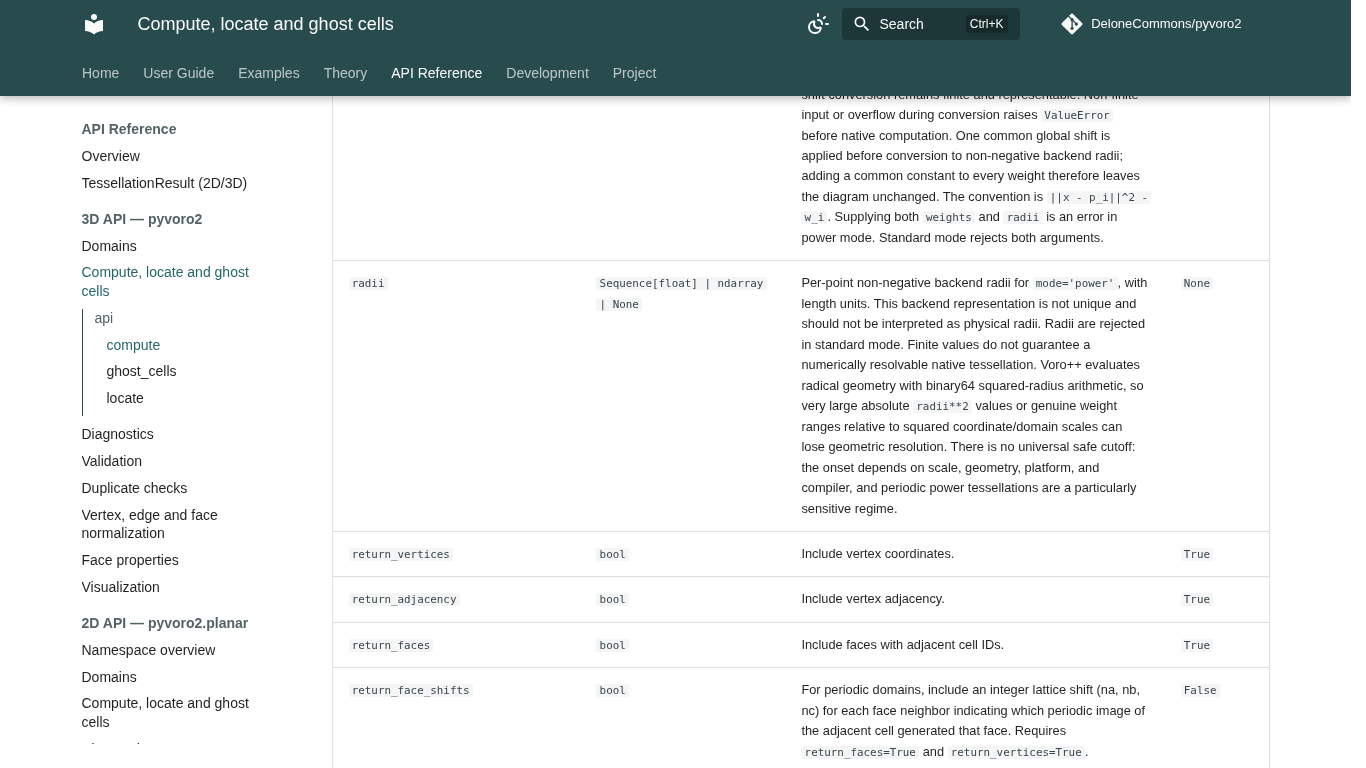 Compute, locate and ghost cells
Search Ctrl+K
DeloneCommons/pyvoro2
Home User Guide Examples Theory API Reference Development Project
API Reference
Overview
TessellationResult (2D/3D)
3D API — pyvoro2
Domains
Compute, locate and ghost
cells
api
compute
ghost_cells
locate
Diagnostics
Validation
Duplicate checks
Vertex, edge and face
normalization
Face properties
Visualization
2D API — pyvoro2.planar
Namespace overview
Domains
Compute, locate and ghost
cells
shift conversion remains finite and representable. Non-finite
input or overflow during conversion raises ValueError
before native computation. One common global shift is
applied before conversion to non-negative backend radii;
adding a common constant to every weight therefore leaves
the diagram unchanged. The convention is ||x - p_i||^2 -
w_i. Supplying both weights and radii is an error in
power mode. Standard mode rejects both arguments.
radii
Sequence[float] | ndarray
| None
Per-point non-negative backend radii for mode='power', with
length units. This backend representation is not unique and
should not be interpreted as physical radii. Radii are rejected
in standard mode. Finite values do not guarantee a
numerically resolvable native tessellation. Voro++ evaluates
radical geometry with binary64 squared-radius arithmetic, so
very large absolute radii**2 values or genuine weight
ranges relative to squared coordinate/domain scales can
lose geometric resolution. There is no universal safe cutoff:
the onset depends on scale, geometry, platform, and
compiler, and periodic power tessellations are a particularly
sensitive regime.
None
return_vertices bool Include vertex coordinates. True
return_adjacency bool Include vertex adjacency. True
return_faces bool Include faces with adjacent cell IDs. True
return_face_shifts bool
For periodic domains, include an integer lattice shift (na, nb,
nc) for each face neighbor indicating which periodic image of
the adjacent cell generated that face. Requires
return_faces=True and return_vertices=True.
False